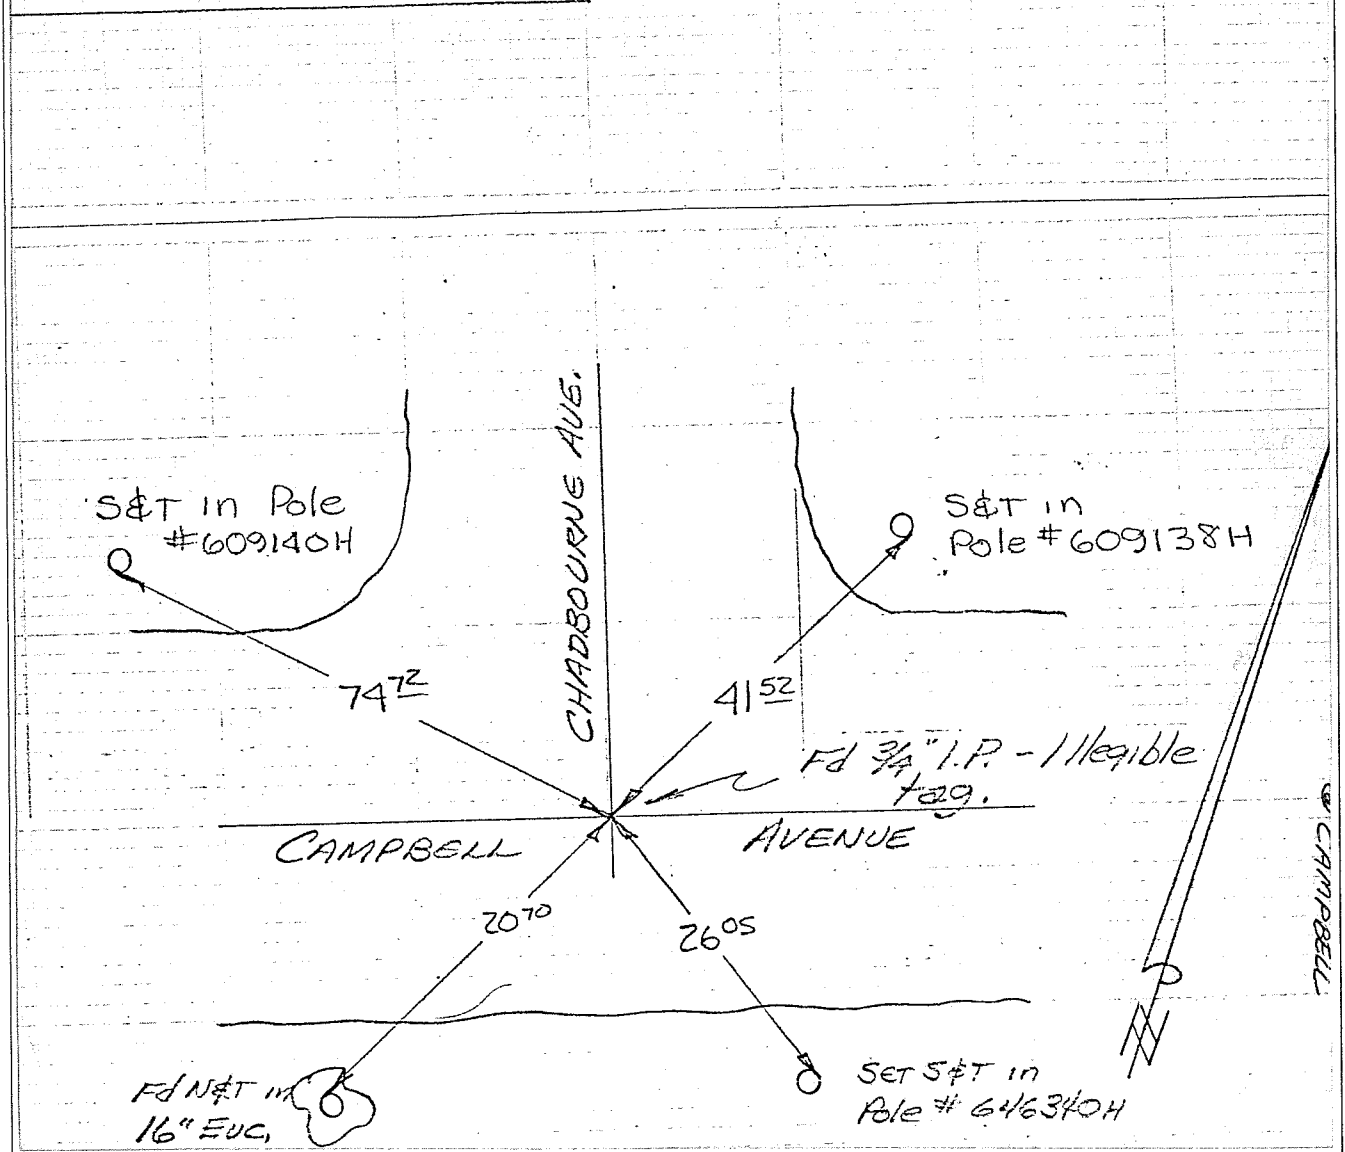 CHADBOURNE AVE.
S&T in Pole
#609140H
S&T in
Pole #609138H
74 72
41 52
Fd 3/4" I.P. - Illegible
tag.
CAMPBELL AVENUE
20 70
26 05
Fd N&T in
16" EUC,
SET S&T in
Pole # 646340H
@ CAMPBELL